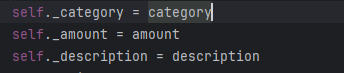 self._category = category
self._amount = amount
self._description = description